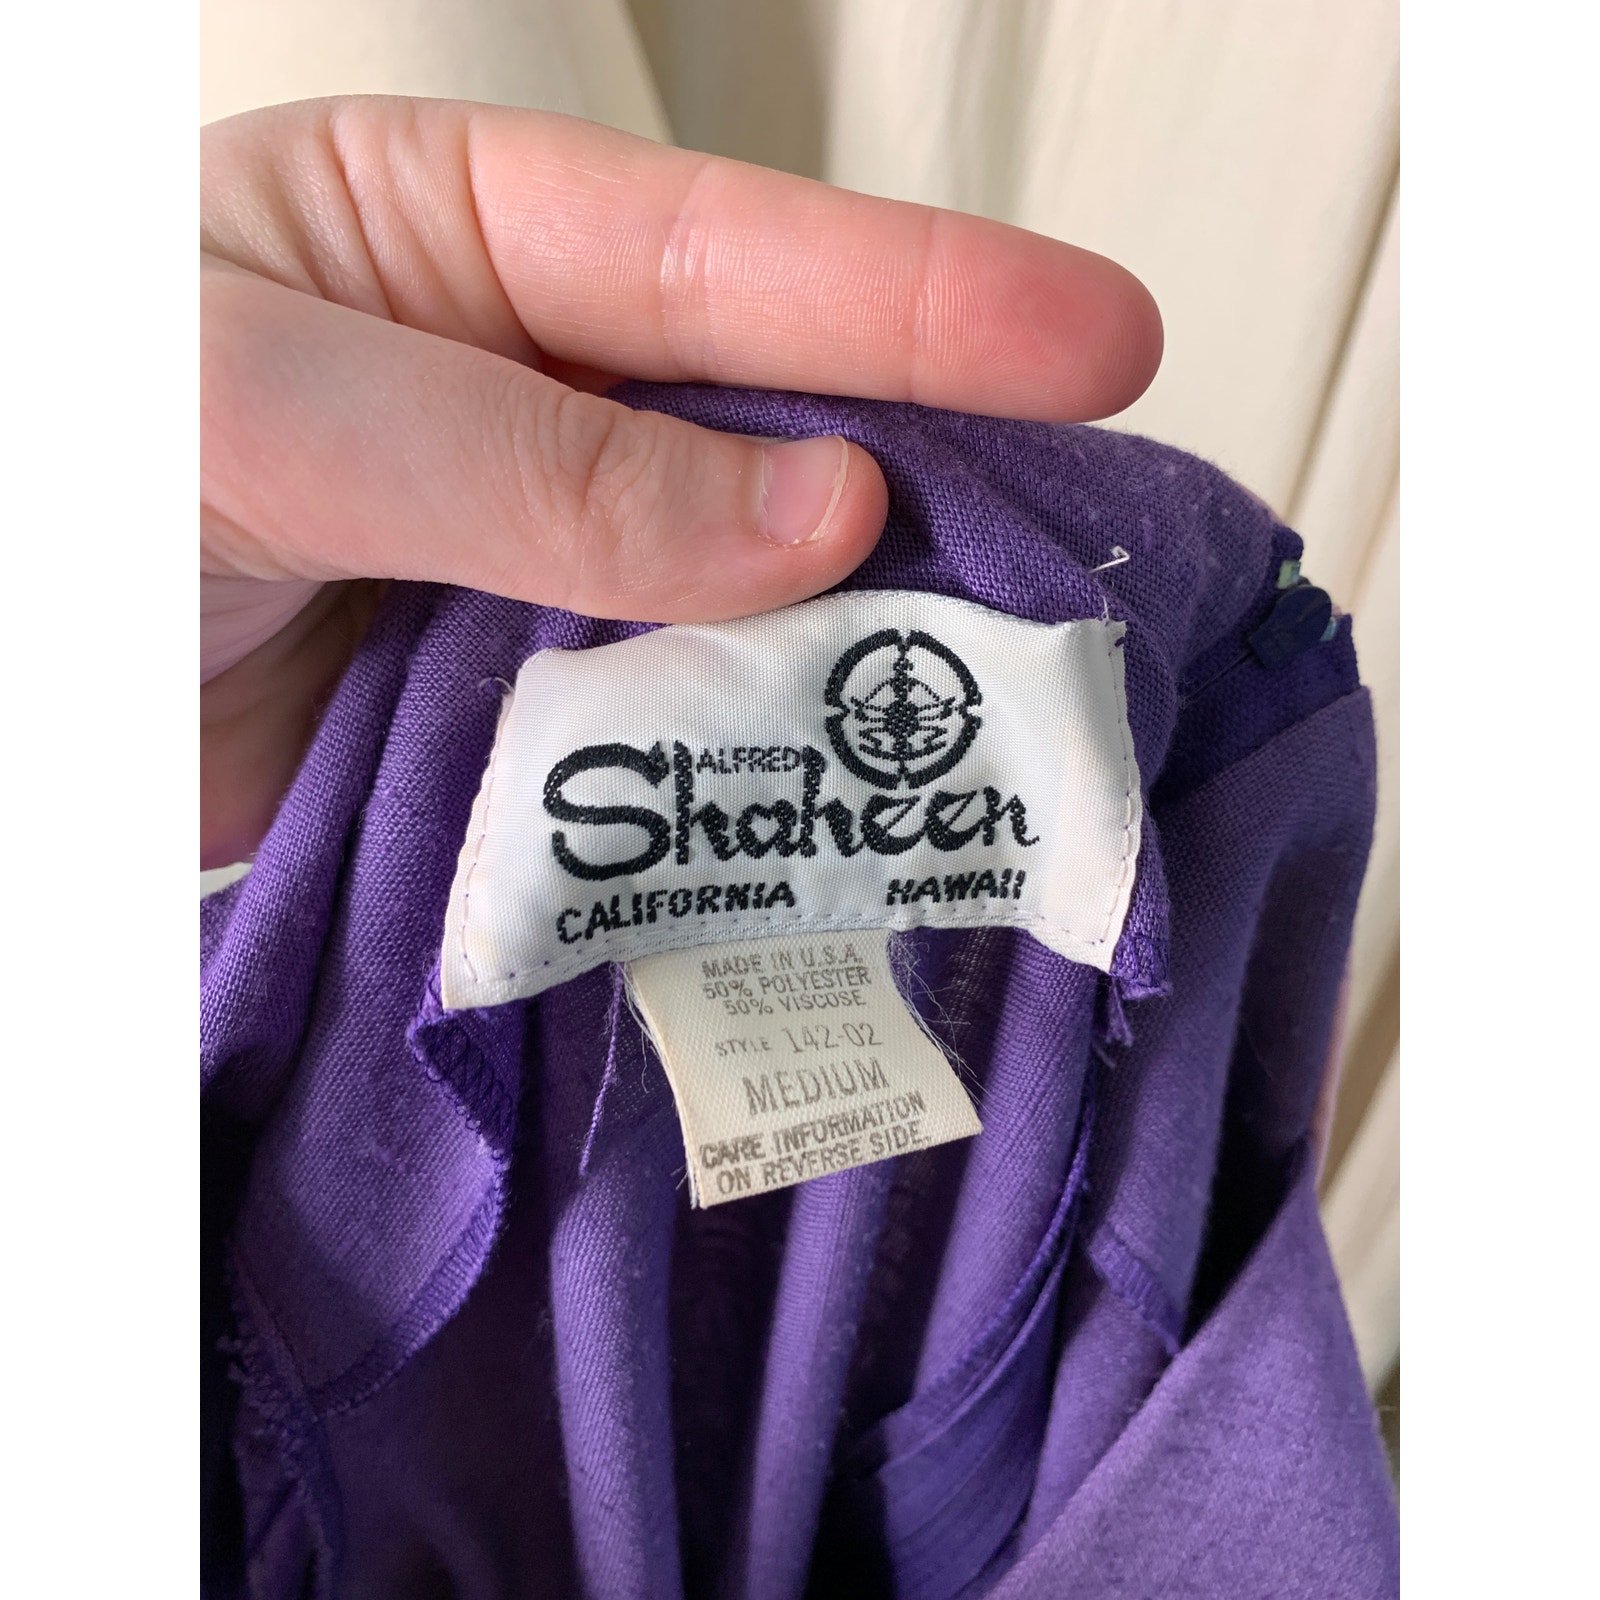 ALFRED
Shaheen
CALIFORNIA HAWAII
MADE IN U.S.A.
50% POLYESTER
50% VISCOSE
STYLE 142-02
MEDIUM
CARE INFORMATION
ON REVERSE SIDE.